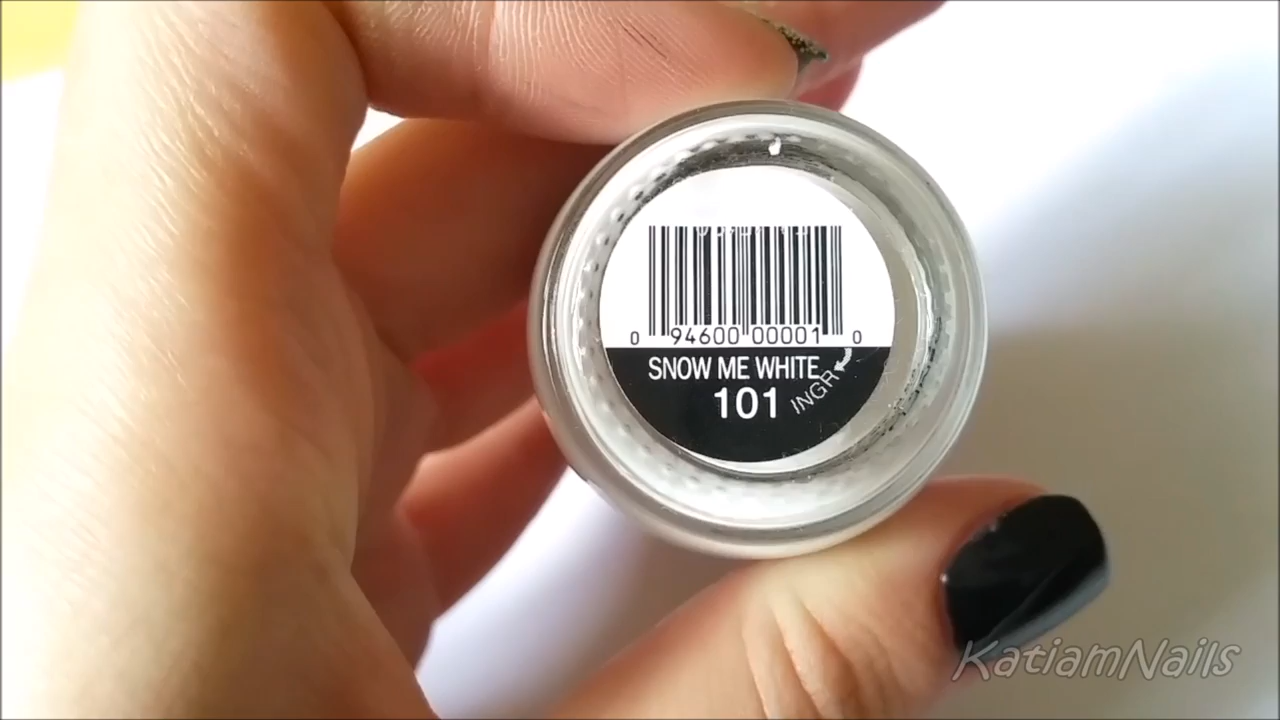 0 94600 00001 0
SNOW ME WHITE
101
INGR
KatiamNails